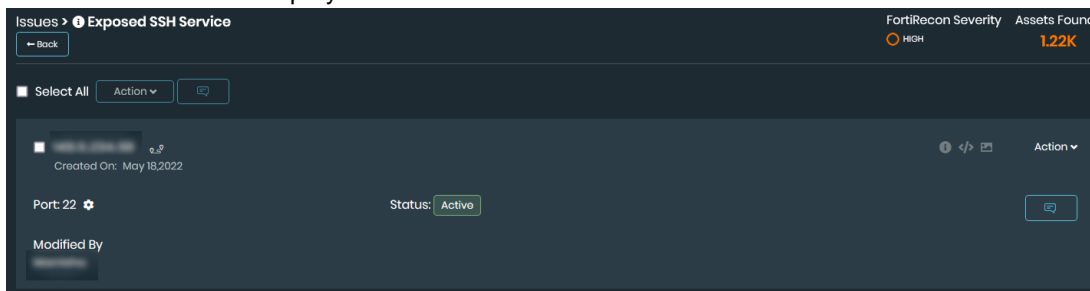 Issues > Exposed SSH Service
FortiRecon Severity Assets Found
← Back
HIGH
1.22K
Select All Action
Action
Created On: May 18,2022
Port: 22
Status: Active
Modified By